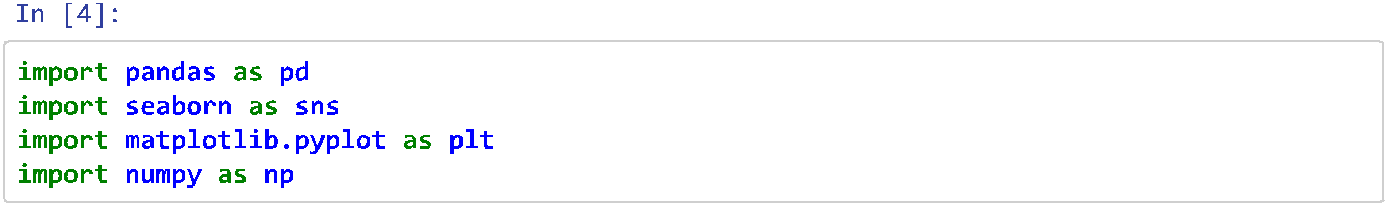 In [4]:
import pandas as pd
import seaborn as sns
import matplotlib.pyplot as plt
import numpy as np